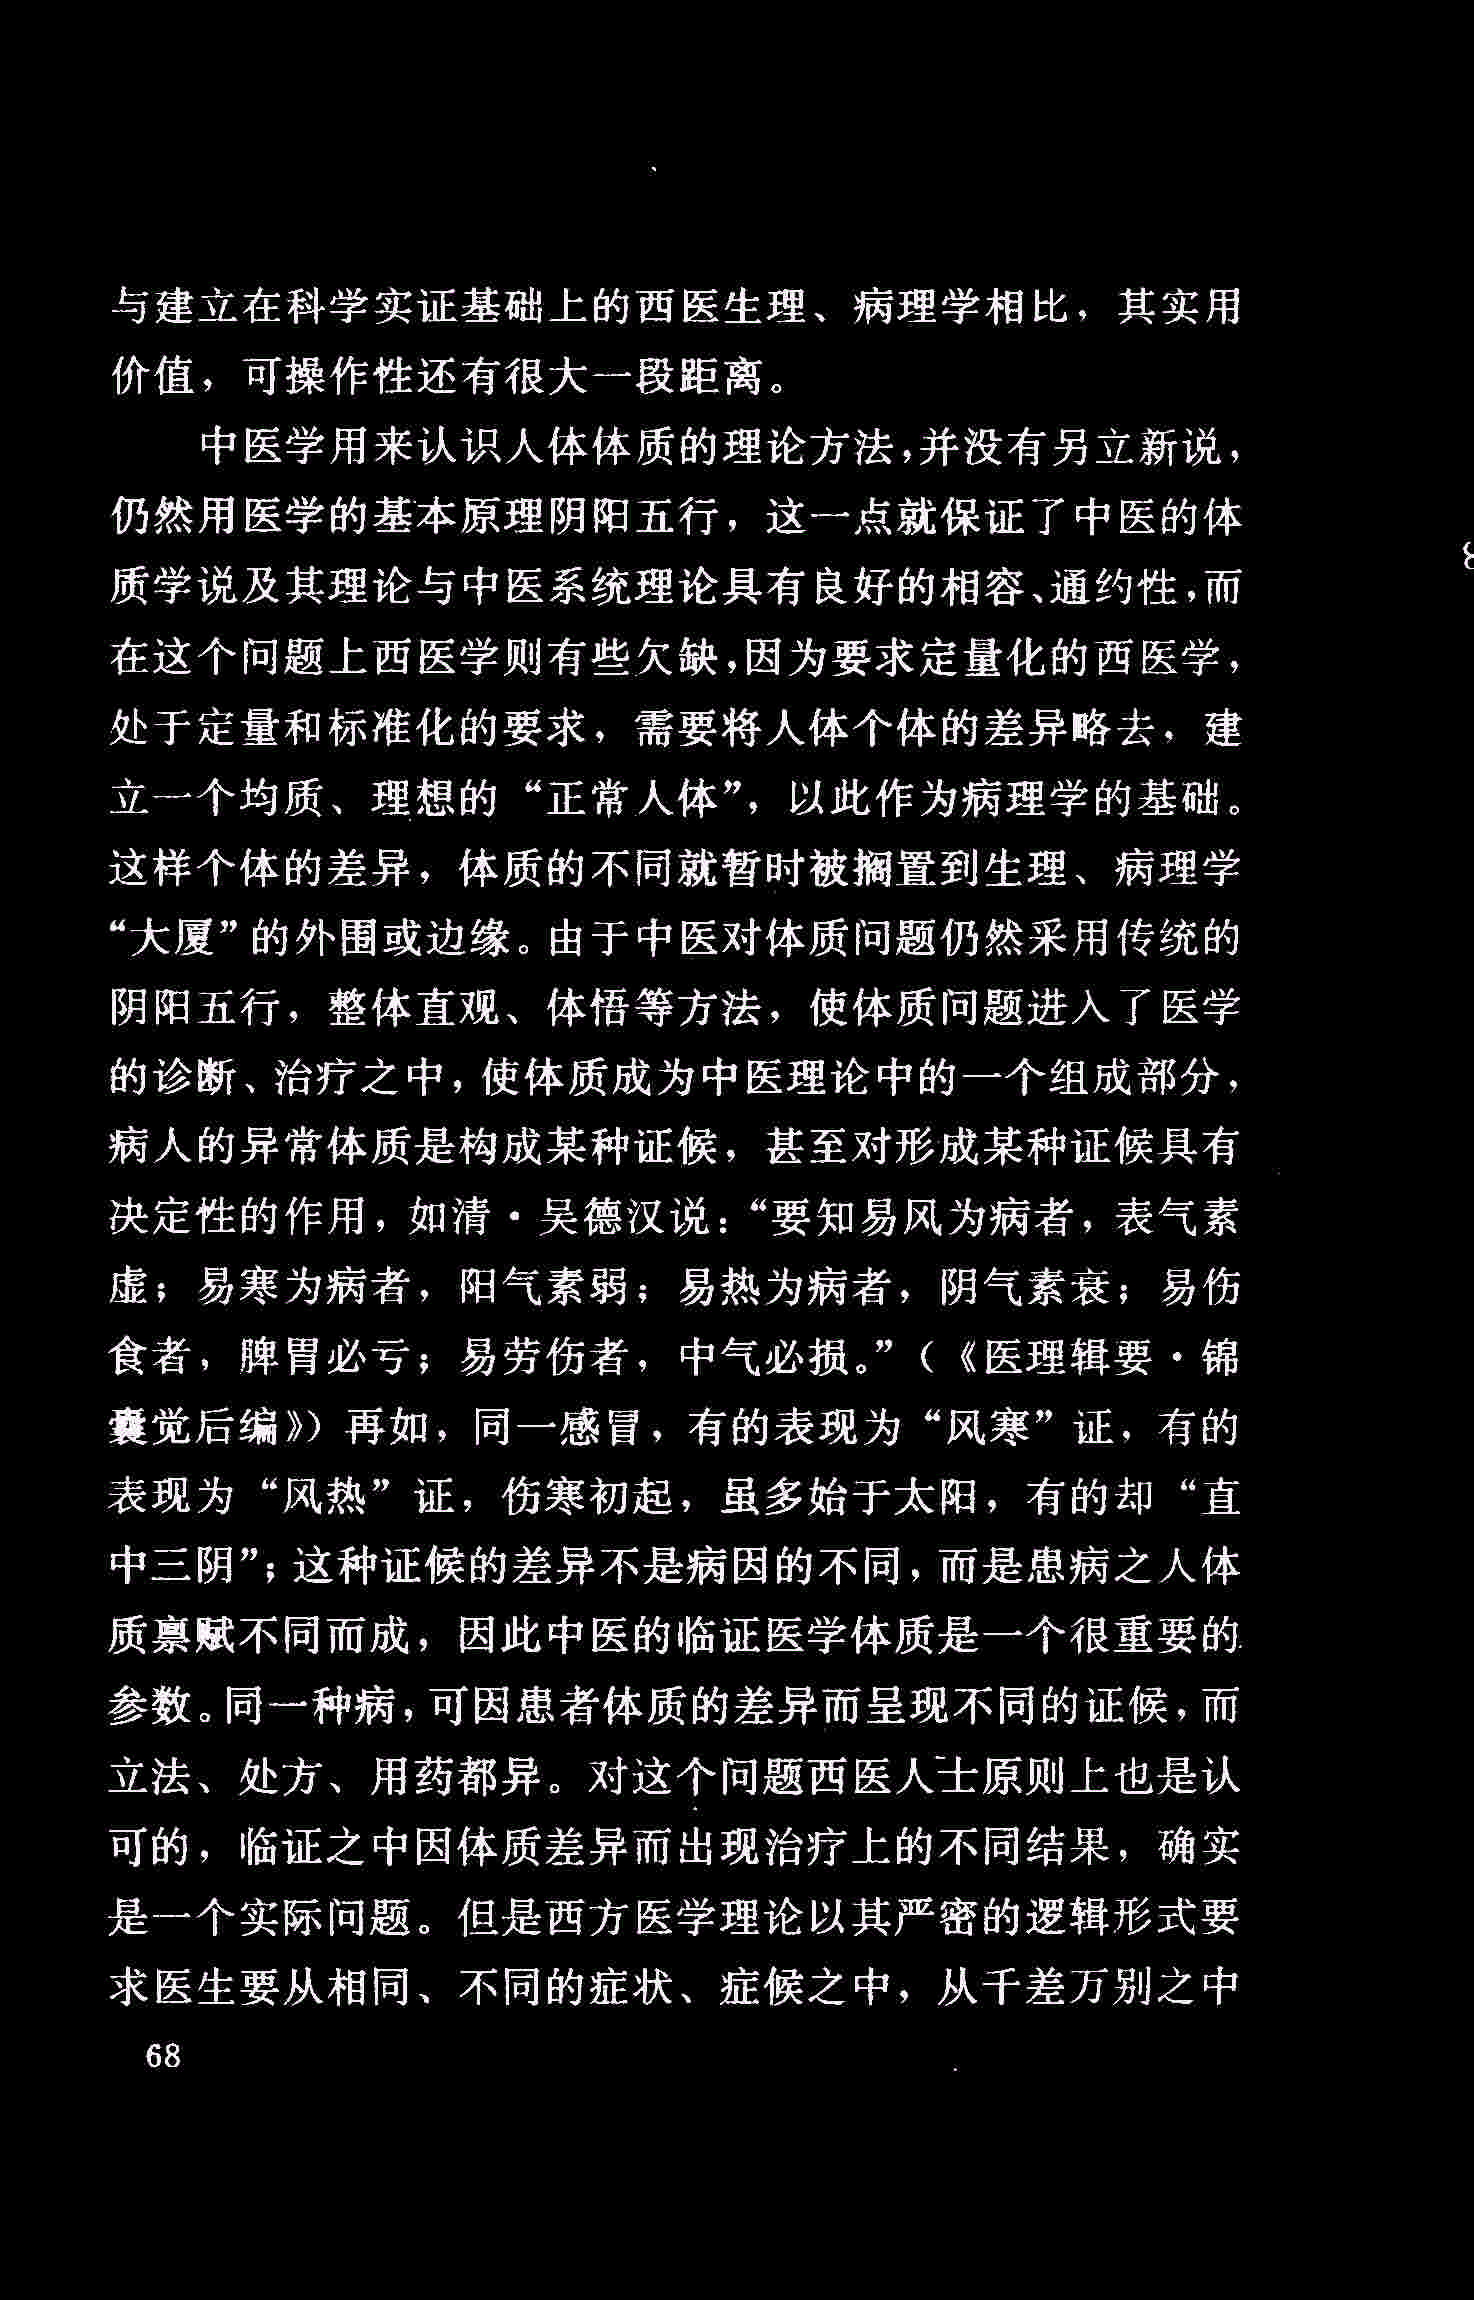 与建立在科学实证基础上的西医生理、病理学相比，其实用
价值，可操作性还有很大一段距离。
中医学用来认识人体体质的理论方法，并没有另立新说，
仍然用医学的基本原理阴阳五行，这一点就保证了中医的体
质学说及其理论与中医系统理论具有良好的相容、通约性，而
在这个问题上西医学则有些欠缺，因为要求定量化的西医学，
处于定量和标准化的要求，需要将人体个体的差异略去，建
立一个均质、理想的“正常人体”，以此作为病理学的基础。
这样个体的差异，体质的不同就暂时被搁置到生理、病理学
“大厦”的外围或边缘。由于中医对体质问题仍然采用传统的
阴阳五行，整体直观、体悟等方法，使体质问题进入了医学
的诊断、治疗之中，使体质成为中医理论中的一个组成部分，
病人的异常体质是构成某种证候，甚至对形成某种证候具有
决定性的作用，如清·吴德汉说：“要知易风为病者，表气素
虚；易寒为病者，阳气素弱；易热为病者，阴气素衰；易伤
食者，脾胃必亏；易劳伤者，中气必损。”（《医理辑要·锦
囊觉后编》）再如，同一感冒，有的表现为“风寒”证，有的
表现为“风热”证，伤寒初起，虽多始于太阳，有的却“直
中三阴”；这种证候的差异不是病因的不同，而是患病之人体
质禀赋不同而成，因此中医的临证医学体质是一个很重要的
参数。同一种病，可因患者体质的差异而呈现不同的证候，而
立法、处方、用药都异。对这个问题西医人士原则上也是认
可的，临证之中因体质差异而出现治疗上的不同结果，确实
是一个实际问题。但是西方医学理论以其严密的逻辑形式要
求医生要从相同、不同的症状、症候之中，从千差万别之中
68